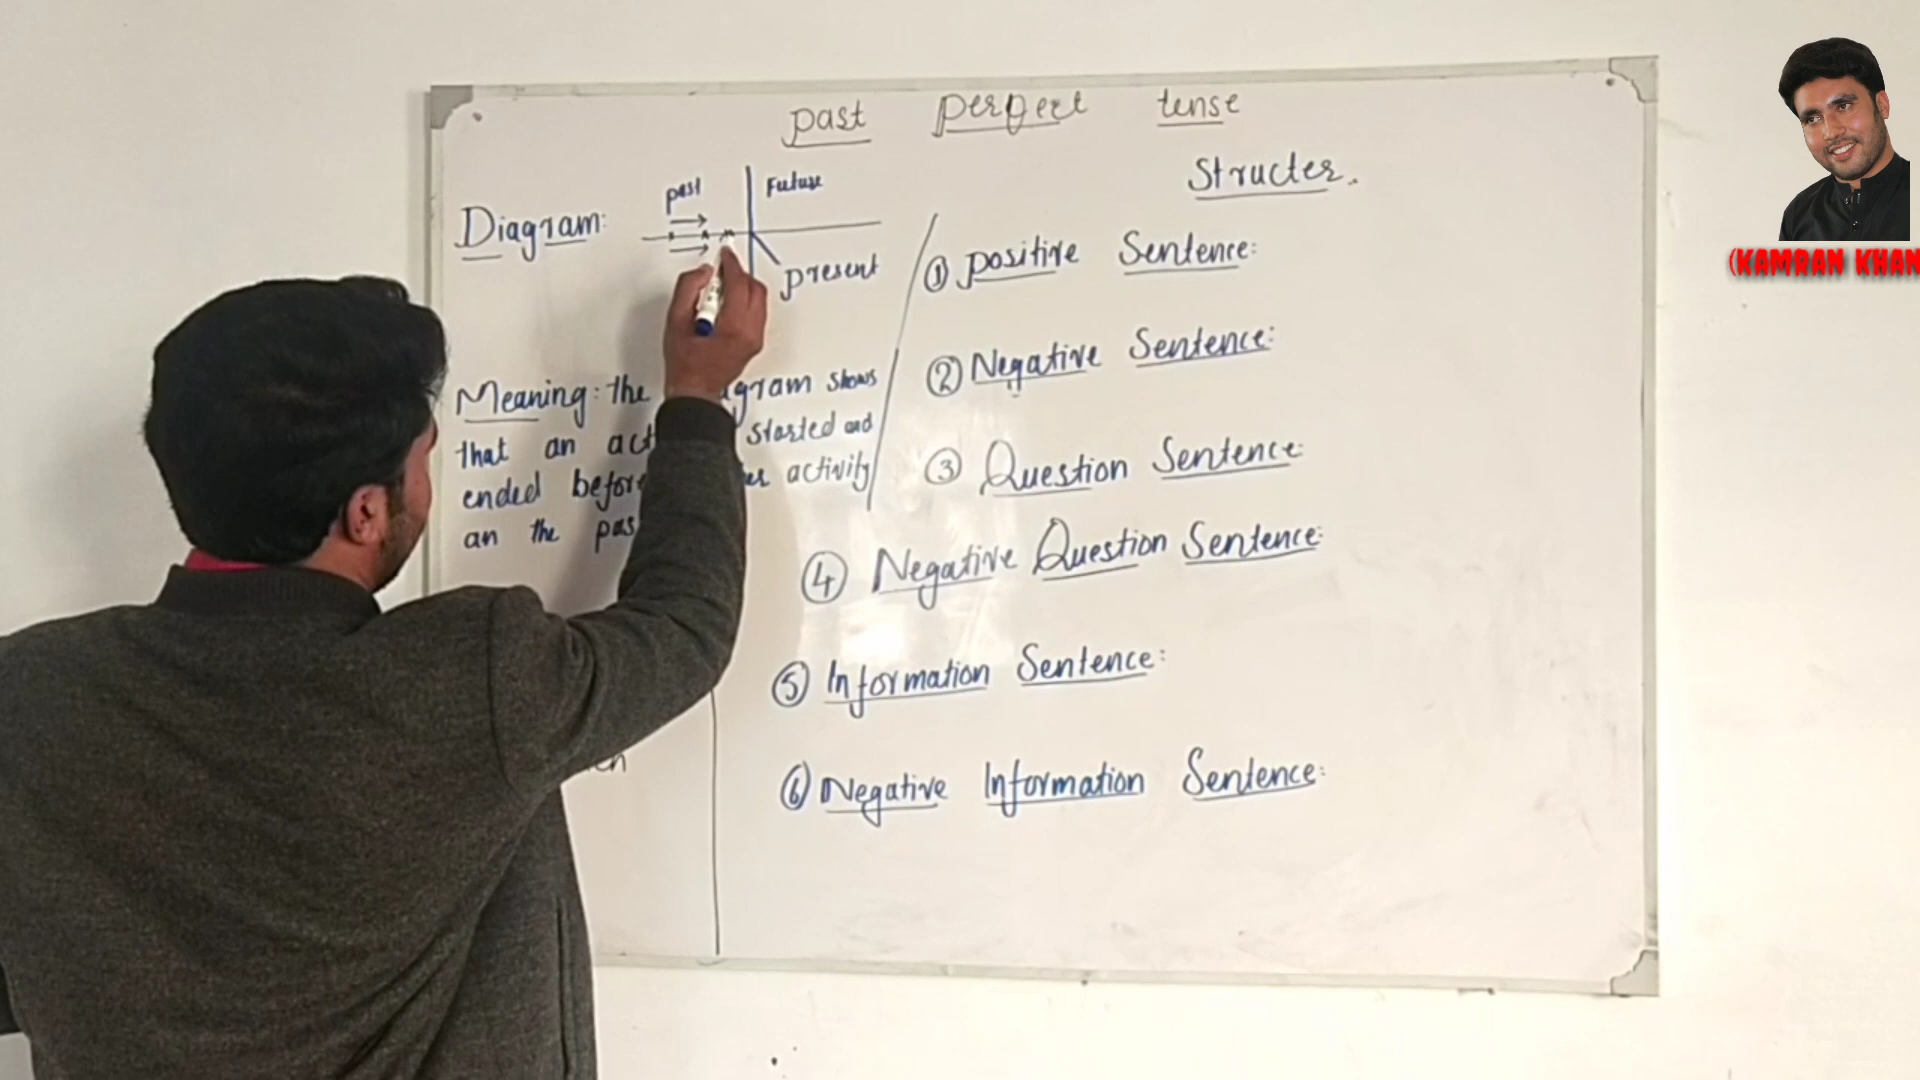 past perfect tense
Structer.
Diagram:
past
Future
present
Meaning: the gram shows
that an act started and
ended before activity
an the pas
① positive Sentence:
② Negative Sentence:
③ Question Sentence:
④ Negative Question Sentence:
⑤ Information Sentence:
⑥ Negative Information Sentence:
(KAMRAN KHAN